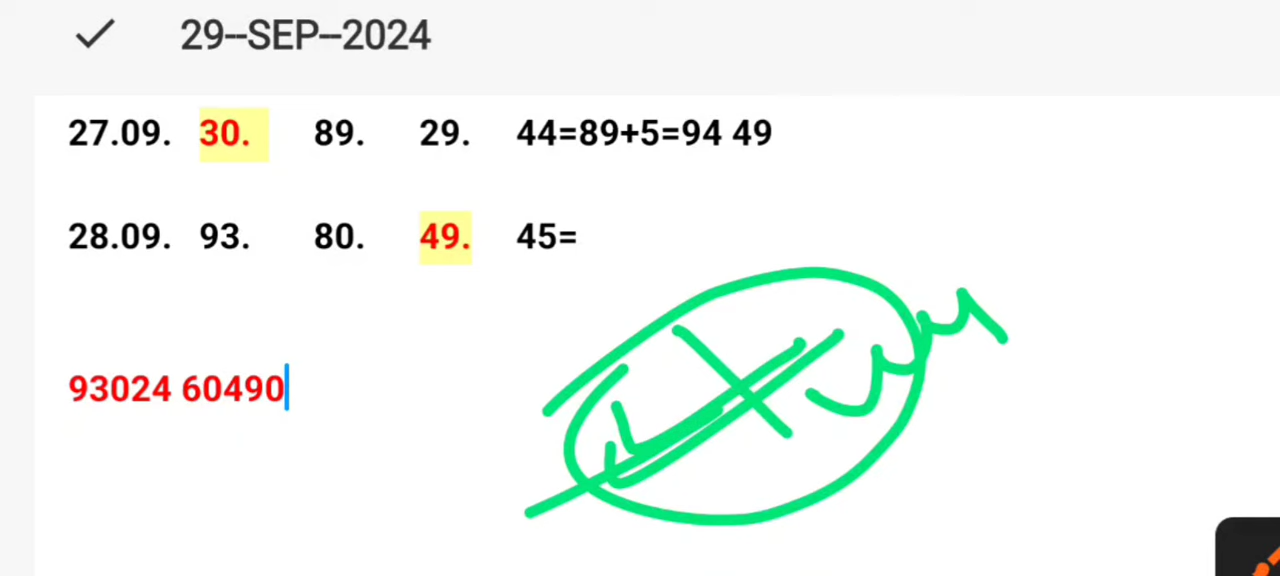 29--SEP--2024
27.09. 30. 89. 29. 44=89+5=94 49
28.09. 93. 80. 49. 45=
93024 60490